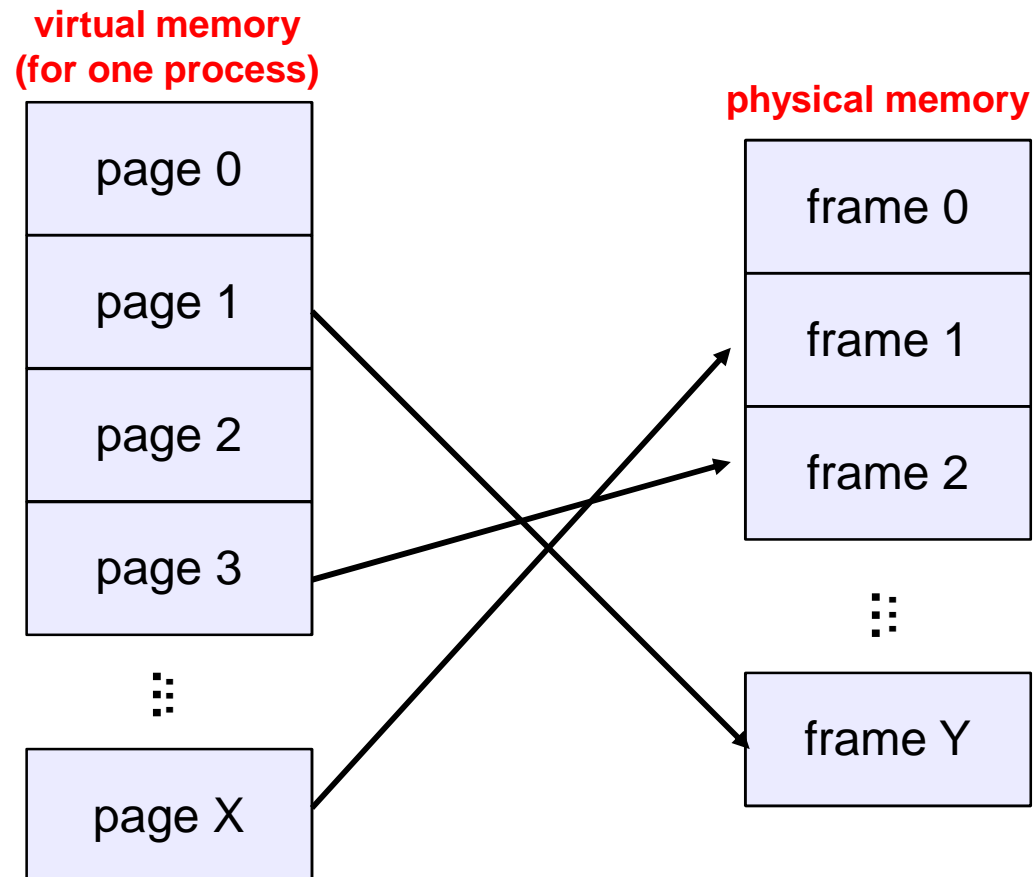 virtual memory
(for one process)
page 0
page 1
page 2
page 3
page X
physical memory
frame 0
frame 1
frame 2
frame Y